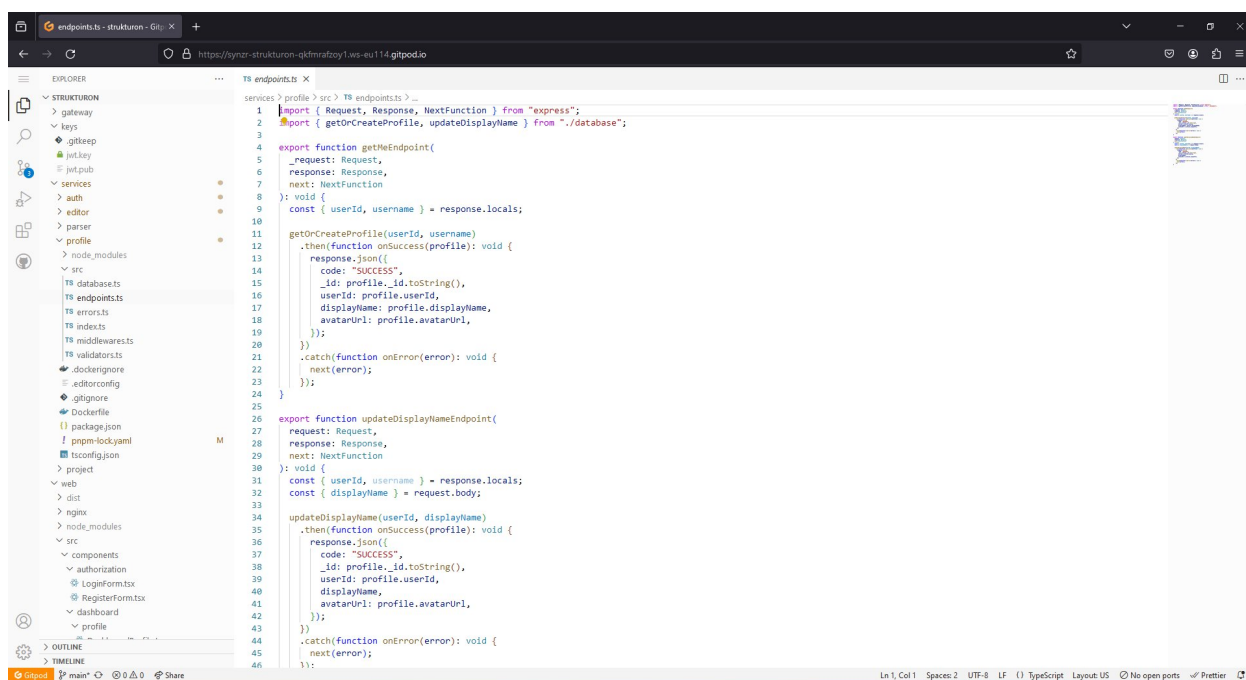 endpoints.ts - strukturon - Gitp
https://synzr-strukturon-qkfmrafzoy1.ws-eu114.gitpod.io
EXPLORER
STRUKTURON
gateway
keys
.gitkeep
jwt.key
jwt.pub
services
auth
editor
parser
profile
node_modules
src
TS database.ts
TS endpoints.ts
TS errors.ts
TS index.ts
TS middlewares.ts
TS validators.ts
.dockerignore
.editorconfig
.gitignore
Dockerfile
{} package.json
! pnpm-lock.yaml M
tsconfig.json
project
web
dist
nginx
node_modules
src
components
authorization
LoginForm.tsx
RegisterForm.tsx
dashboard
profile
OUTLINE
TIMELINE
TS endpoints.ts
services > profile > src > TS endpoints.ts > ...
1 import { Request, Response, NextFunction } from "express";
2 import { getOrCreateProfile, updateDisplayName } from "./database";
3
4 export function getMeEndpoint(
5 _request: Request,
6 response: Response,
7 next: NextFunction
8 ): void {
9 const { userId, username } = response.locals;
10
11 getOrCreateProfile(userId, username)
12 .then(function onSuccess(profile): void {
13 response.json({
14 code: "SUCCESS",
15 _id: profile._id.toString(),
16 userId: profile.userId,
17 displayName: profile.displayName,
18 avatarUrl: profile.avatarUrl,
19 });
20 })
21 .catch(function onError(error): void {
22 next(error);
23 });
24 }
25
26 export function updateDisplayNameEndpoint(
27 request: Request,
28 response: Response,
29 next: NextFunction
30 ): void {
31 const { userId, username } = response.locals;
32 const { displayName } = request.body;
33
34 updateDisplayName(userId, displayName)
35 .then(function onSuccess(profile): void {
36 response.json({
37 code: "SUCCESS",
38 _id: profile._id.toString(),
39 userId: profile.userId,
40 displayName,
41 avatarUrl: profile.avatarUrl,
42 });
43 })
44 .catch(function onError(error): void {
45 next(error);
46 });
Gitpod main* 0 0 0 Share
Ln 1, Col 1 Spaces: 2 UTF-8 LF {} TypeScript Layout: US No open ports Prettier